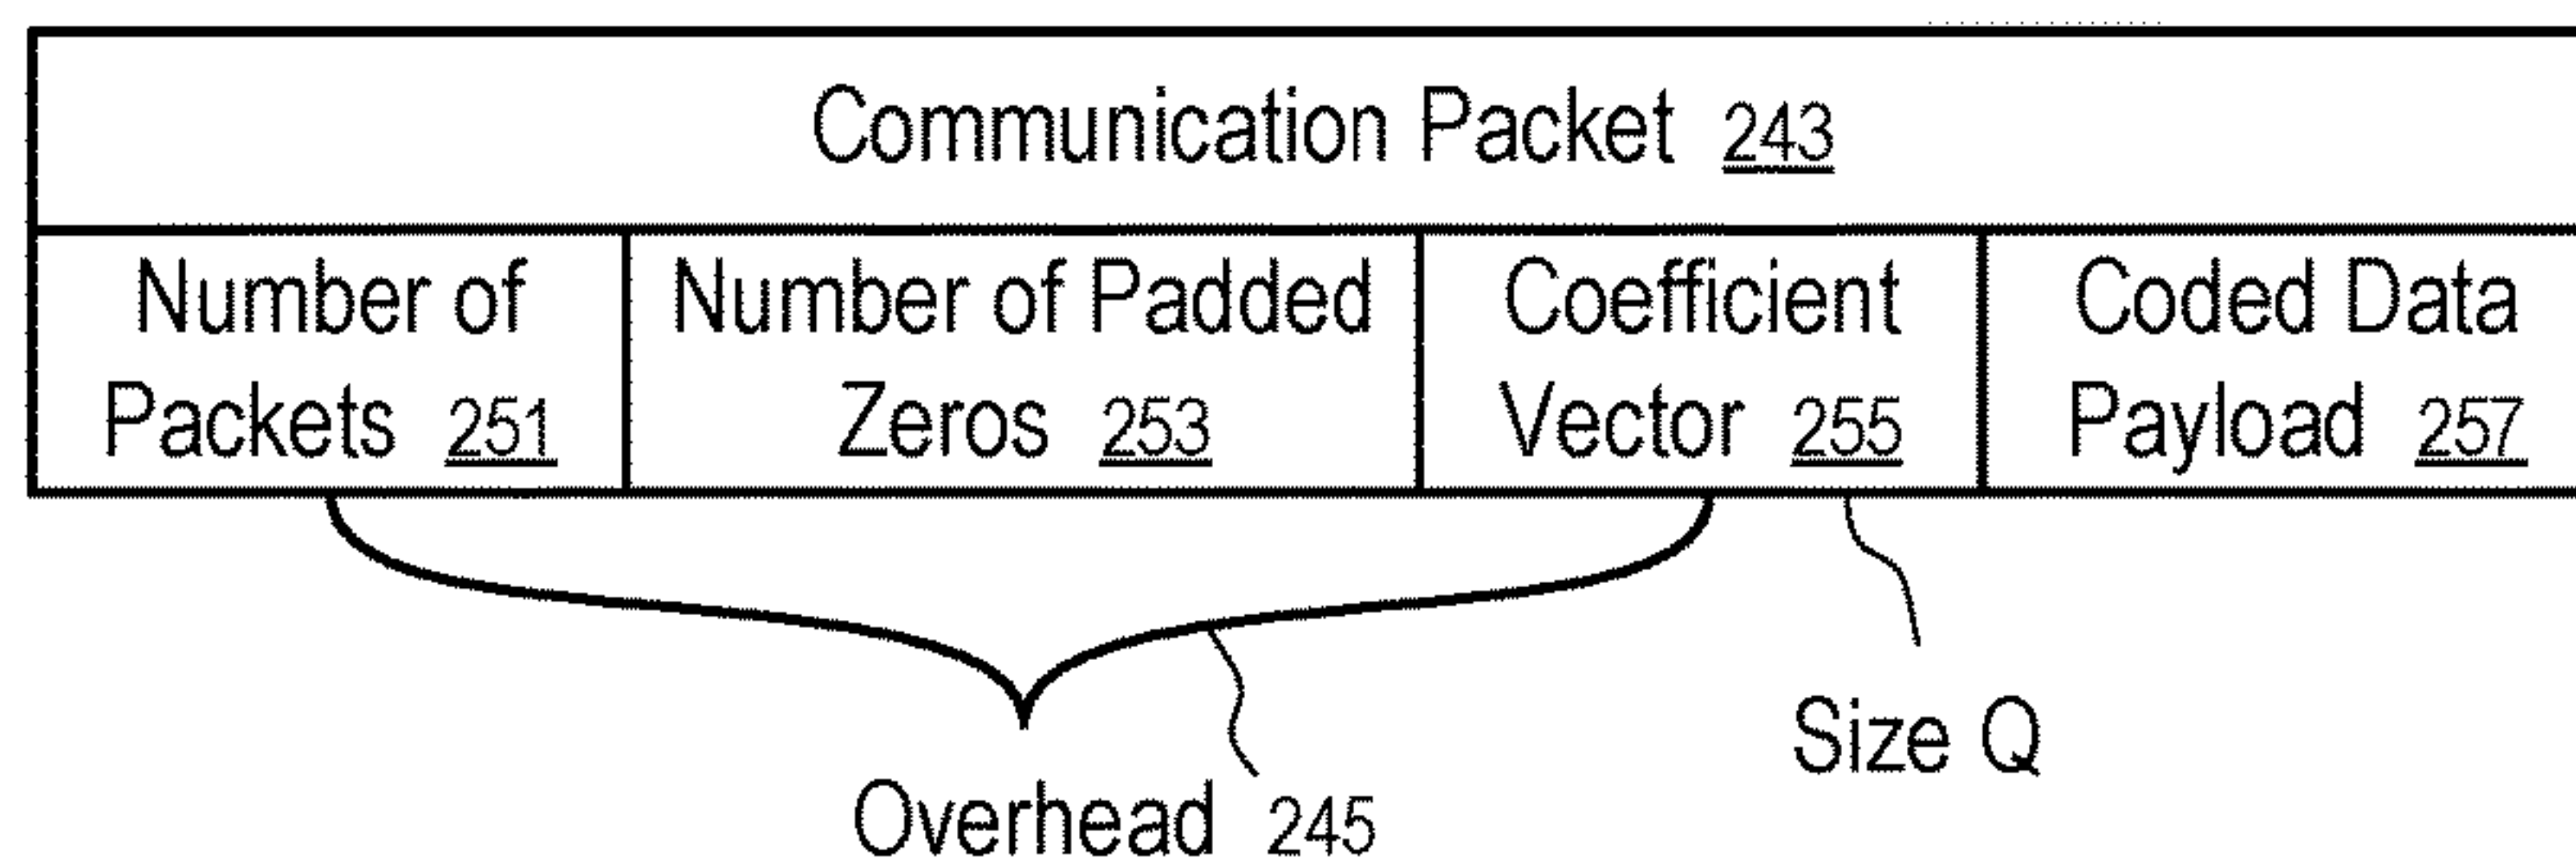 Communication Packet 243
Number of
Packets 251
Number of Padded
Zeros 253
Coefficient
Vector 255
Coded Data
Payload 257
Size Q
Overhead 245